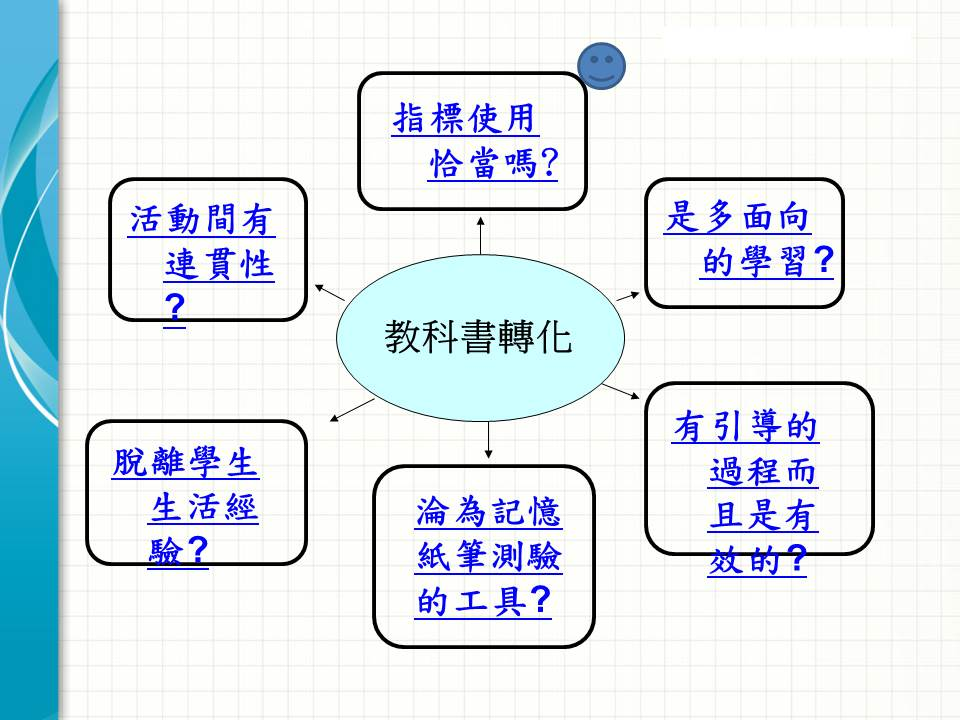 指標使用
恰當嗎?
活動間有
連貫性
?
是多面向
的學習?
教科書轉化
有引導的
過程而
且是有
效的?
脫離學生
生活經
驗?
淪為記憶
紙筆測驗
的工具?